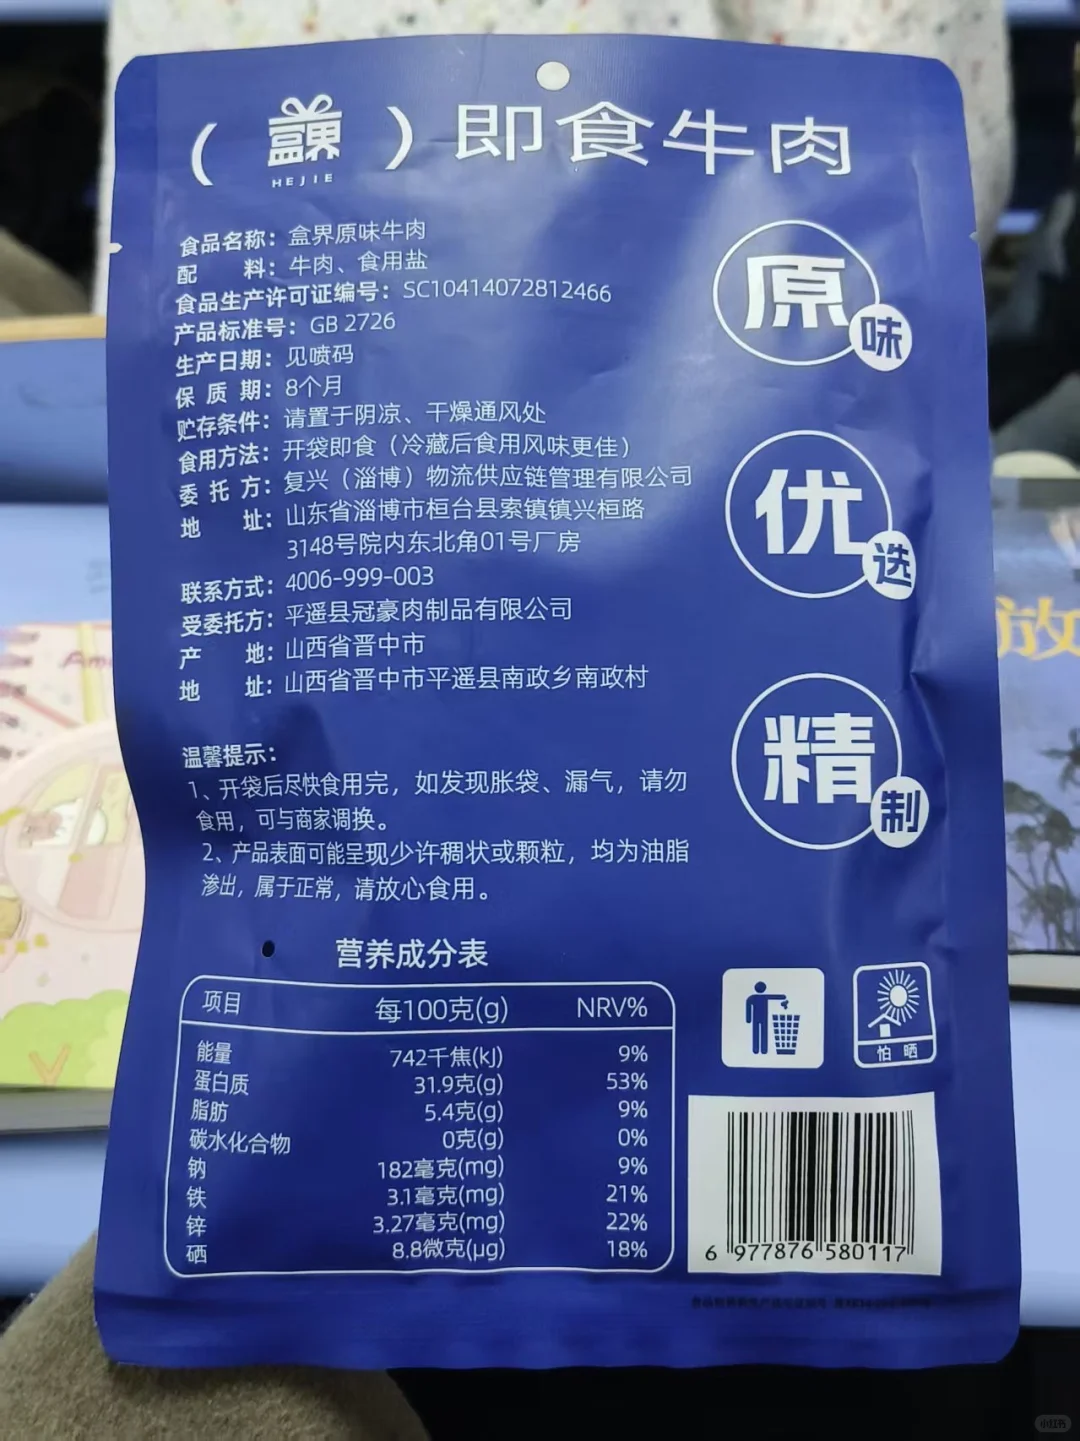 ( 盒界 ) 即食牛肉
HEJIE
食品名称：盒界原味牛肉
配 料：牛肉、食用盐
食品生产许可证编号：SC10414072812466
产品标准号：GB 2726
生产日期：见喷码
保 质 期：8个月
贮存条件：请置于阴凉、干燥通风处
食用方法：开袋即食（冷藏后食用风味更佳）
委 托 方：复兴（淄博）物流供应链管理有限公司
地 址：山东省淄博市桓台县索镇镇兴桓路
3148号院内东北角01号厂房
联系方式：4006-999-003
受委托方：平遥县冠豪肉制品有限公司
产 地：山西省晋中市
地 址：山西省晋中市平遥县南政乡南政村
原味
优选
精制
温馨提示：
1、开袋后尽快食用完，如发现胀袋、漏气，请勿
食用，可与商家调换。
2、产品表面可能呈现少许稠状或颗粒，均为油脂
渗出，属于正常，请放心食用。
营养成分表
项目 每100克(g) NRV%
能量 742千焦(kJ) 9%
蛋白质 31.9克(g) 53%
脂肪 5.4克(g) 9%
碳水化合物 0克(g) 0%
钠 182毫克(mg) 9%
铁 3.1毫克(mg) 21%
锌 3.27毫克(mg) 22%
硒 8.8微克(μg) 18%
怕 晒
6 977876 580117
放
小红书